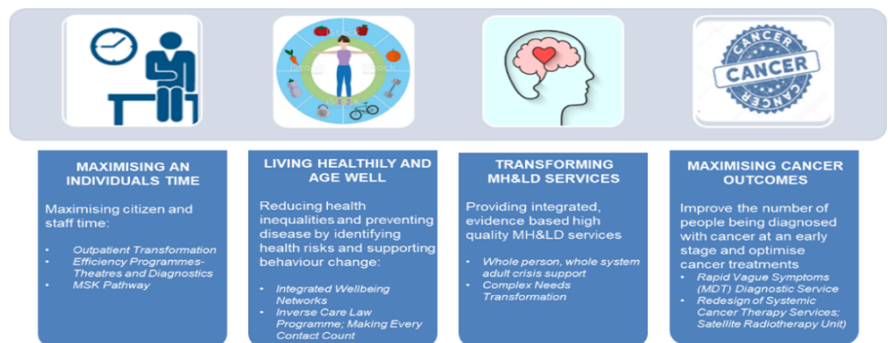 CANCER
CANCER
CANCER
MAXIMISING AN
INDIVIDUALS TIME
Maximising citizen and
staff time:
• Outpatient Transformation
• Efficiency Programmes-
Theatres and Diagnostics
• MSK Pathway
LIVING HEALTHILY AND
AGE WELL
Reducing health
inequalities and preventing
disease by identifying
health risks and supporting
behaviour change:
• Integrated Wellbeing
Networks
• Inverse Care Law
Programme; Making Every
Contact Count
TRANSFORMING
MH&LD SERVICES
Providing integrated,
evidence based high
quality MH&LD services
• Whole person, whole system
adult crisis support
• Complex Needs
Transformation
MAXIMISING CANCER
OUTCOMES
Improve the number of
people being diagnosed
with cancer at an early
stage and optimise
cancer treatments
• Rapid Vague Symptoms
(MDT) Diagnostic Service
• Redesign of Systemic
Cancer Therapy Services;
Satellite Radiotherapy Unit)